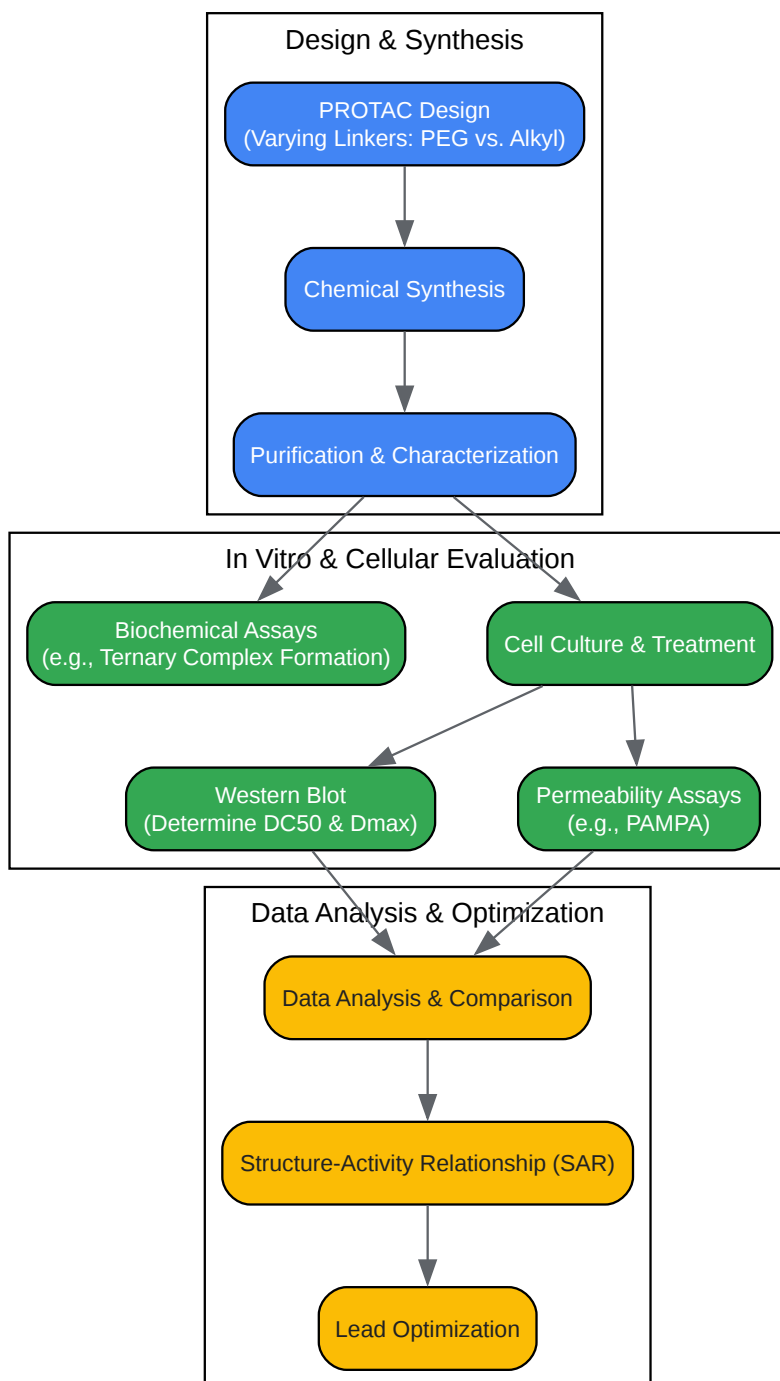 Design & Synthesis
PROTAC Design
(Varying Linkers: PEG vs. Alkyl)
Chemical Synthesis
Purification & Characterization
In Vitro & Cellular Evaluation
Biochemical Assays
(e.g., Ternary Complex Formation)
Cell Culture & Treatment
Western Blot
(Determine DC50 & Dmax)
Permeability Assays
(e.g., PAMPA)
Data Analysis & Optimization
Data Analysis & Comparison
Structure-Activity Relationship (SAR)
Lead Optimization